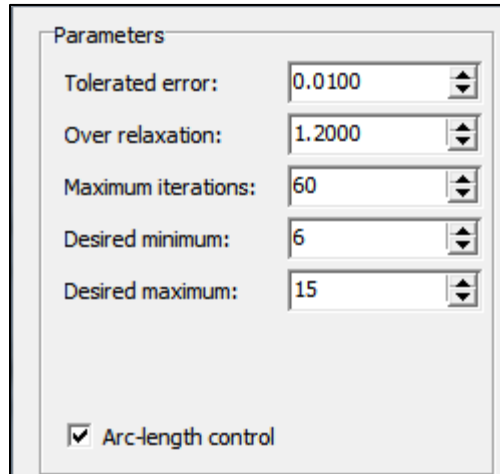 Parameters
Tolerated error: 0.0100
Over relaxation: 1.2000
Maximum iterations: 60
Desired minimum: 6
Desired maximum: 15
Arc-length control